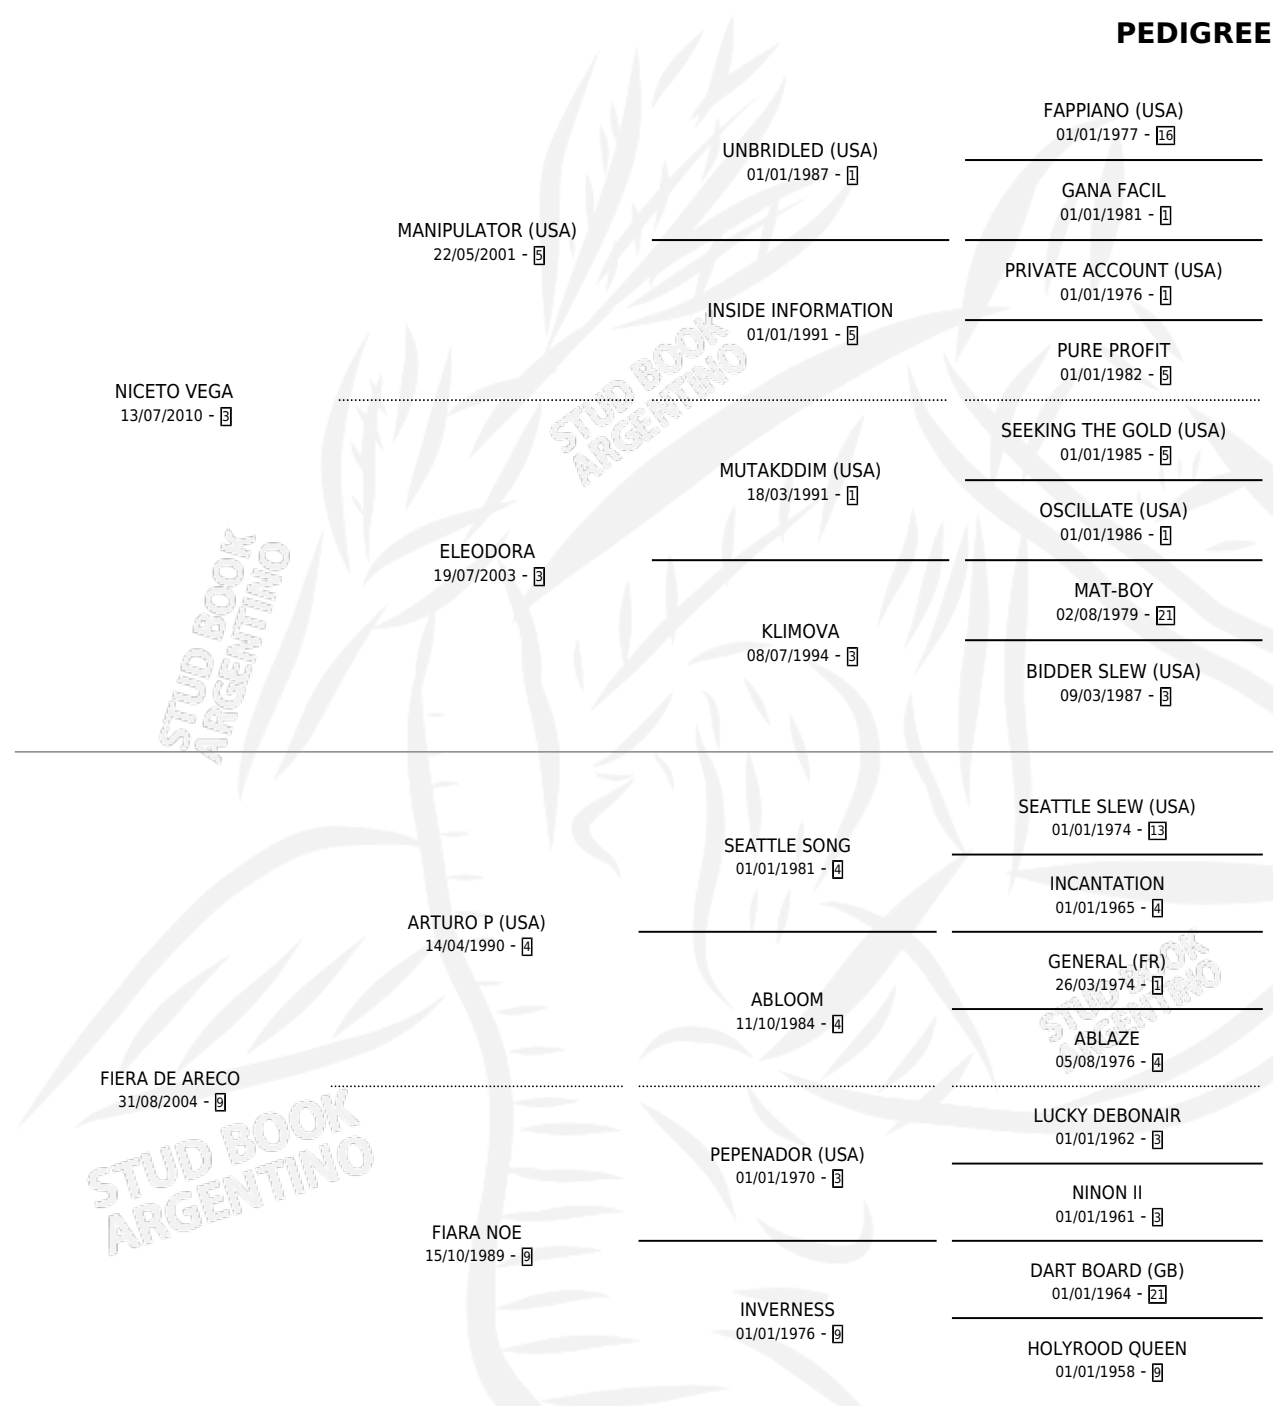 PEDIGREE
FAPPIANO (USA)
01/01/1977 - 16
UNBRIDLED (USA)
01/01/1987 - 1
GANA FACIL
01/01/1981 - 1
MANIPULATOR (USA)
22/05/2001 - 5
PRIVATE ACCOUNT (USA)
01/01/1976 - 1
INSIDE INFORMATION
01/01/1991 - 5
PURE PROFIT
01/01/1982 - 5
NICETO VEGA
13/07/2010 - 3
SEEKING THE GOLD (USA)
01/01/1985 - 5
MUTAKDDIM (USA)
18/03/1991 - 1
OSCILLATE (USA)
01/01/1986 - 1
ELEODORA
19/07/2003 - 3
MAT-BOY
02/08/1979 - 21
KLIMOVA
08/07/1994 - 3
BIDDER SLEW (USA)
09/03/1987 - 3
SEATTLE SLEW (USA)
01/01/1974 - 13
SEATTLE SONG
01/01/1981 - 4
INCANTATION
01/01/1965 - 4
ARTURO P (USA)
14/04/1990 - 4
GENERAL (FR)
26/03/1974 - 1
ABLOOM
11/10/1984 - 4
ABLAZE
05/08/1976 - 4
FIERA DE ARECO
31/08/2004 - 9
LUCKY DEBONAIR
01/01/1962 - 3
PEPENADOR (USA)
01/01/1970 - 3
NINON II
01/01/1961 - 3
FIARA NOE
15/10/1989 - 9
DART BOARD (GB)
01/01/1964 - 21
INVERNESS
01/01/1976 - 9
HOLYROOD QUEEN
01/01/1958 - 9
STUD BOOK
ARGENTINO
STUD BOOK
ARGENTINO
STUD BOOK
ARGENTINO
STUD BOOK
ARGENTINO